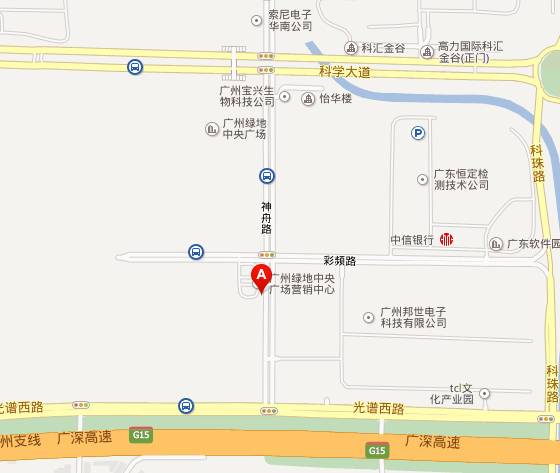 索尼电子
华南公司
科汇金谷
高力国际科汇
金谷(正门)
科学大道
广州宝兴生
物科技公司
怡华楼
广州绿地
中央广场
P
科珠路
广东恒定检
测技术公司
神舟路
中信银行
广东软件园
彩频路
A
广州绿地中央
广场营销中心
广州邦世电子
科技有限公司
科珠路
tcl文
化产业园
光谱西路
光谱西路
州支线
广深高速
G15
广深高速
G15